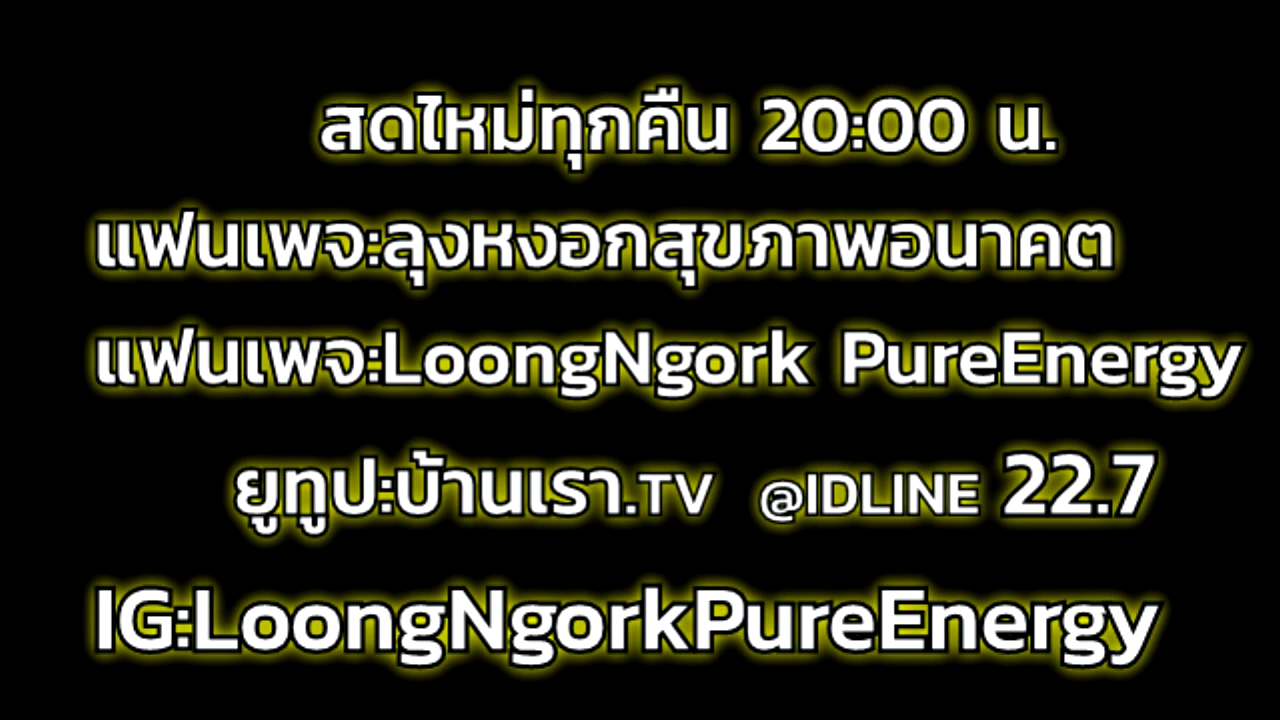 สดไหม่ทุกคืน 20:00 น.
แฟนเพจ:ลุงหงอกสุขภาพอนาคต
แฟนเพจ:LoongNgork PureEnergy
ยูทูป:บ้านเรา.TV @IDLINE 22.7
IG:LoongNgorkPureEnergy